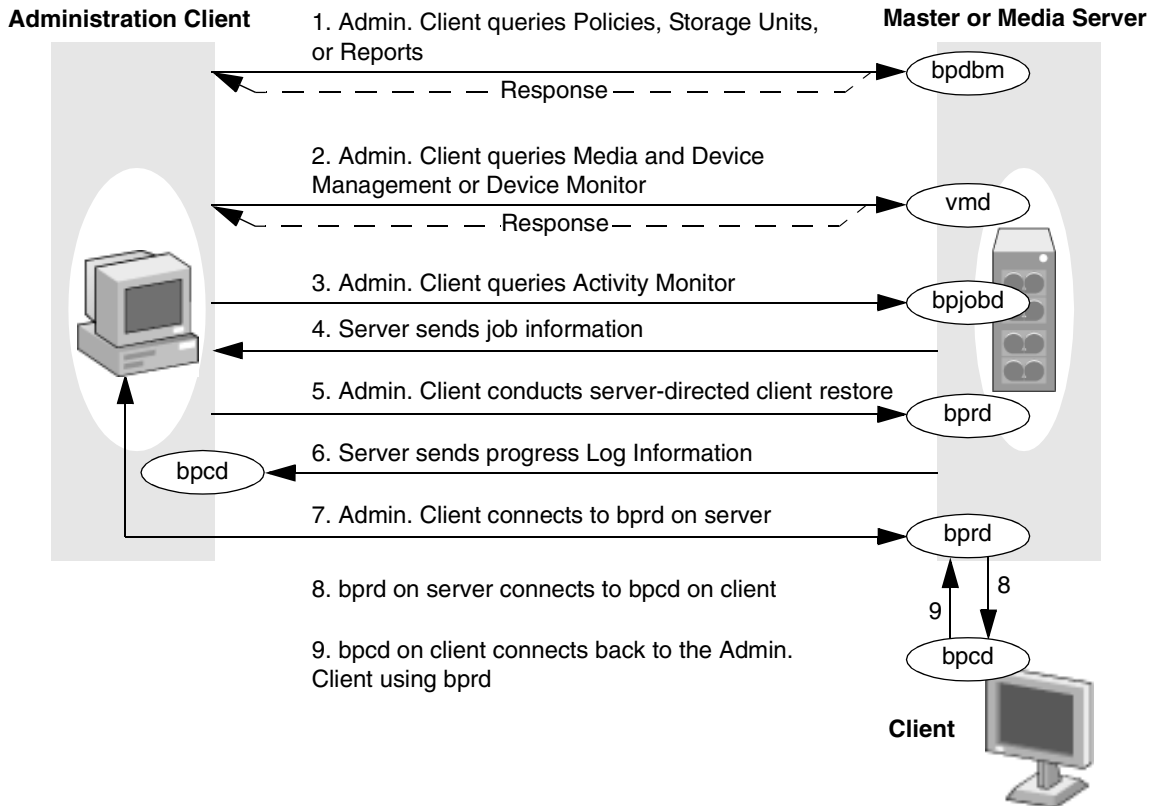 Administration Client
Master or Media Server
1. Admin. Client queries Policies, Storage Units,
or Reports
bpdbm
Response
2. Admin. Client queries Media and Device
Management or Device Monitor
vmd
Response
3. Admin. Client queries Activity Monitor
bpjobd
4. Server sends job information
5. Admin. Client conducts server-directed client restore
bprd
6. Server sends progress Log Information
bpcd
7. Admin. Client connects to bprd on server
bprd
8. bprd on server connects to bpcd on client
8
9
9. bpcd on client connects back to the Admin.
Client using bprd
bpcd
Client